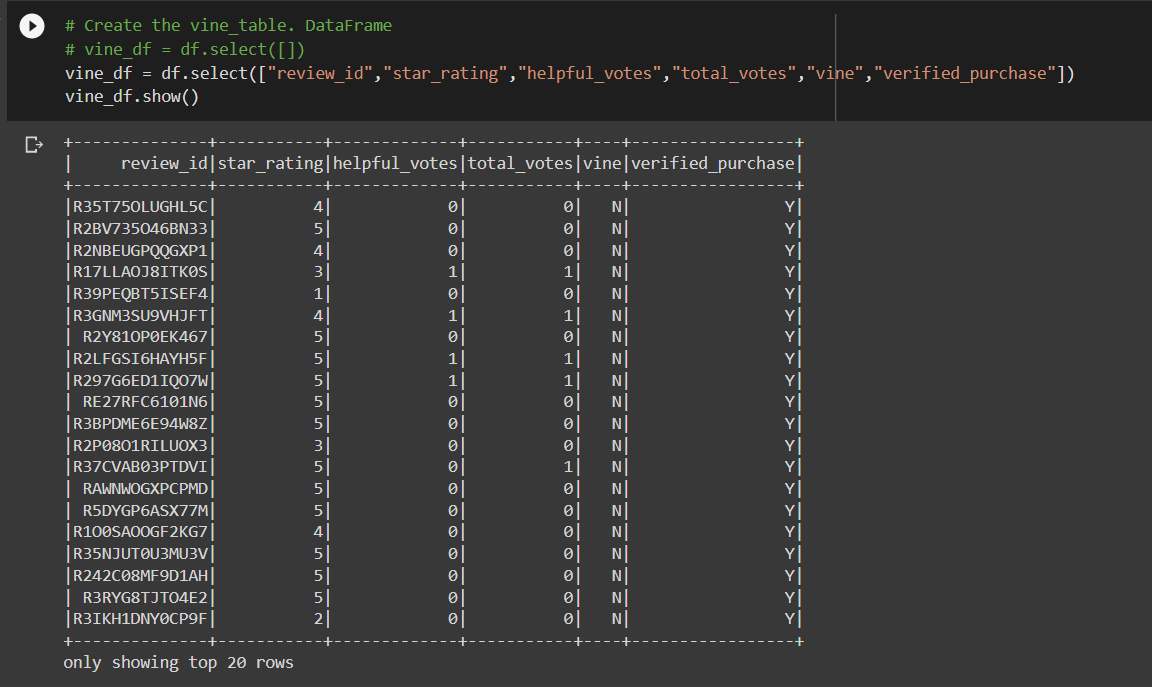 # Create the vine_table. DataFrame
# vine_df = df.select([])
vine_df = df.select(["review_id","star_rating","helpful_votes","total_votes","vine","verified_purchase"])
vine_df.show()
+--------------+-----------+-------------+-----------+----+-----------------+
|     review_id|star_rating|helpful_votes|total_votes|vine|verified_purchase|
+--------------+-----------+-------------+-----------+----+-----------------+
|R35T75OLUGHL5C|          4|            0|          0|   N|                Y|
|R2BV735O46BN33|          5|            0|          0|   N|                Y|
|R2NBEUGPQQGXP1|          4|            0|          0|   N|                Y|
|R17LLAOJ8ITK0S|          3|            1|          1|   N|                Y|
|R39PEQBT5ISEF4|          1|            0|          0|   N|                Y|
|R3GNM3SU9VHJFT|          4|            1|          1|   N|                Y|
| R2Y81OP0EK467|          5|            0|          0|   N|                Y|
|R2LFGSI6HAYH5F|          5|            1|          1|   N|                Y|
|R297G6ED1IQO7W|          5|            1|          1|   N|                Y|
| RE27RFC6101N6|          5|            0|          0|   N|                Y|
|R3BPDME6E94W8Z|          5|            0|          0|   N|                Y|
|R2P08O1RILUOX3|          3|            0|          0|   N|                Y|
|R37CVAB03PTDVI|          5|            0|          1|   N|                Y|
| RAWNWOGXPCPMD|          5|            0|          0|   N|                Y|
| R5DYGP6ASX77M|          5|            0|          0|   N|                Y|
|R1O0SAOOGF2KG7|          4|            0|          0|   N|                Y|
|R35NJUT0U3MU3V|          5|            0|          0|   N|                Y|
|R242C08MF9D1AH|          5|            0|          0|   N|                Y|
| R3RYG8TJTO4E2|          5|            0|          0|   N|                Y|
|R3IKH1DNY0CP9F|          2|            0|          0|   N|                Y|
+--------------+-----------+-------------+-----------+----+-----------------+
only showing top 20 rows